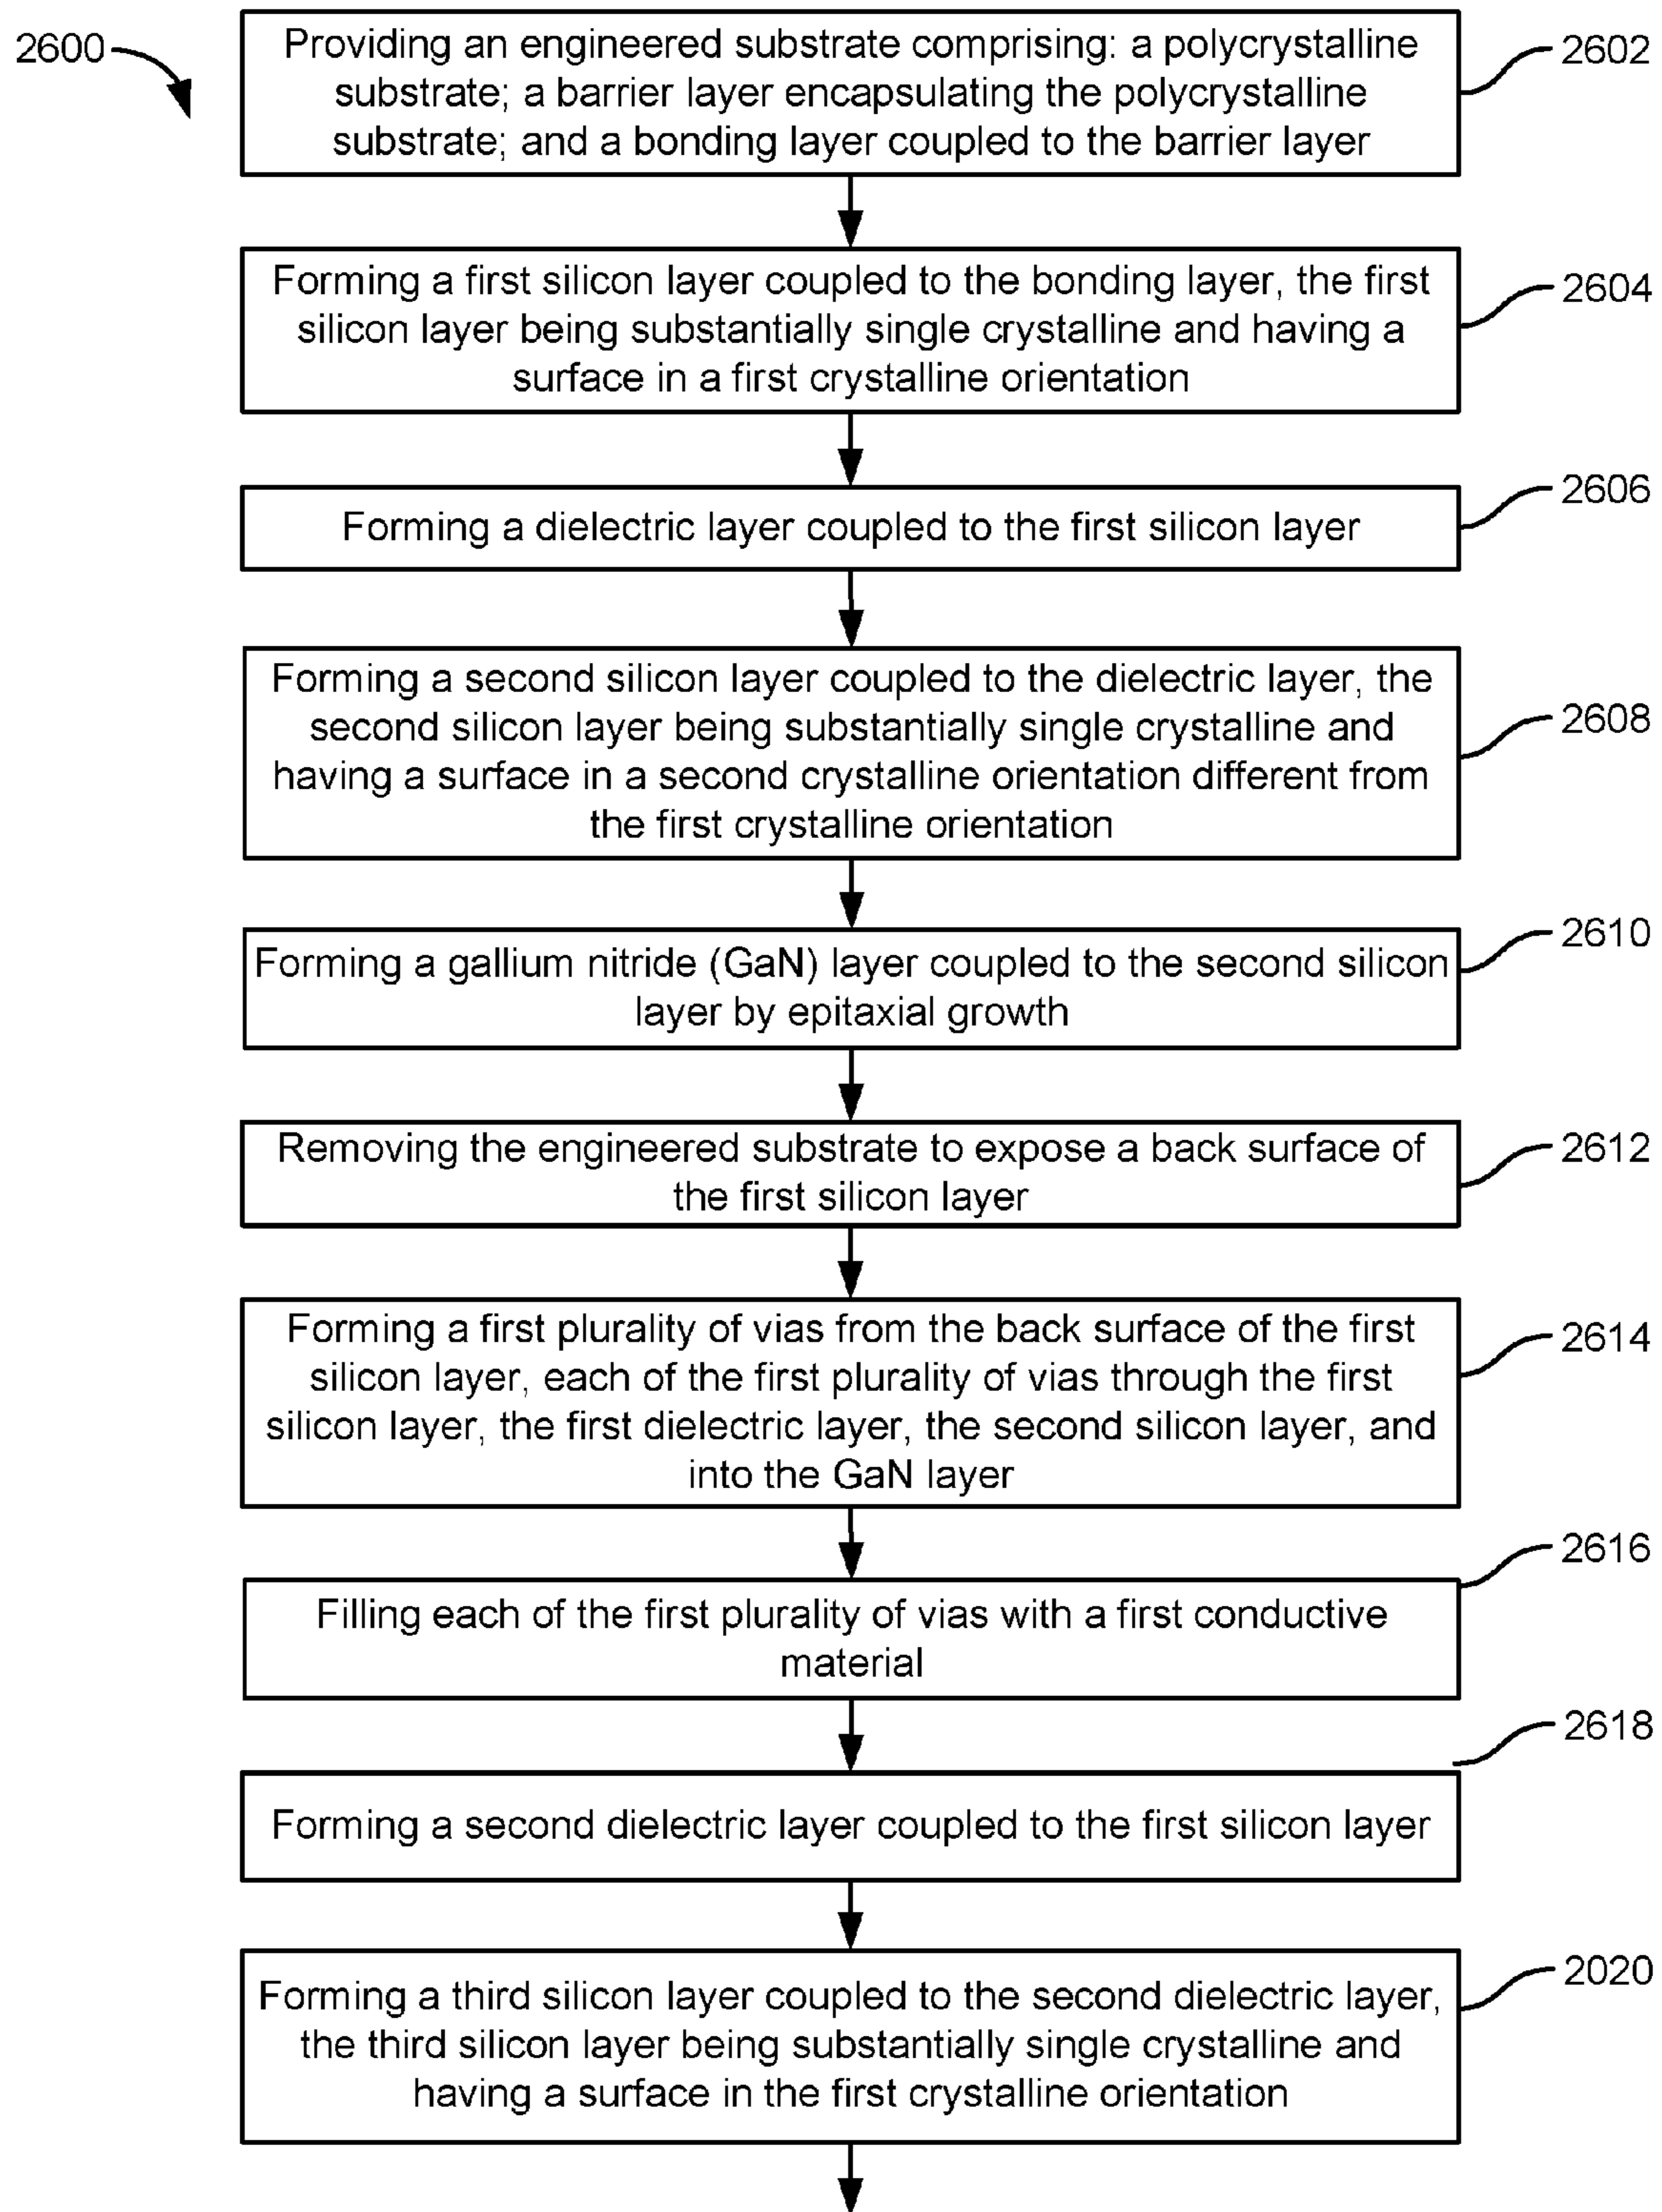 2600
Providing an engineered substrate comprising: a polycrystalline
substrate; a barrier layer encapsulating the polycrystalline
substrate; and a bonding layer coupled to the barrier layer
2602
Forming a first silicon layer coupled to the bonding layer, the first
silicon layer being substantially single crystalline and having a
surface in a first crystalline orientation
2604
Forming a dielectric layer coupled to the first silicon layer
2606
Forming a second silicon layer coupled to the dielectric layer, the
second silicon layer being substantially single crystalline and
having a surface in a second crystalline orientation different from
the first crystalline orientation
2608
Forming a gallium nitride (GaN) layer coupled to the second silicon
layer by epitaxial growth
2610
Removing the engineered substrate to expose a back surface of
the first silicon layer
2612
Forming a first plurality of vias from the back surface of the first
silicon layer, each of the first plurality of vias through the first
silicon layer, the first dielectric layer, the second silicon layer, and
into the GaN layer
2614
Filling each of the first plurality of vias with a first conductive
material
2616
Forming a second dielectric layer coupled to the first silicon layer
2618
Forming a third silicon layer coupled to the second dielectric layer,
the third silicon layer being substantially single crystalline and
having a surface in the first crystalline orientation
2020